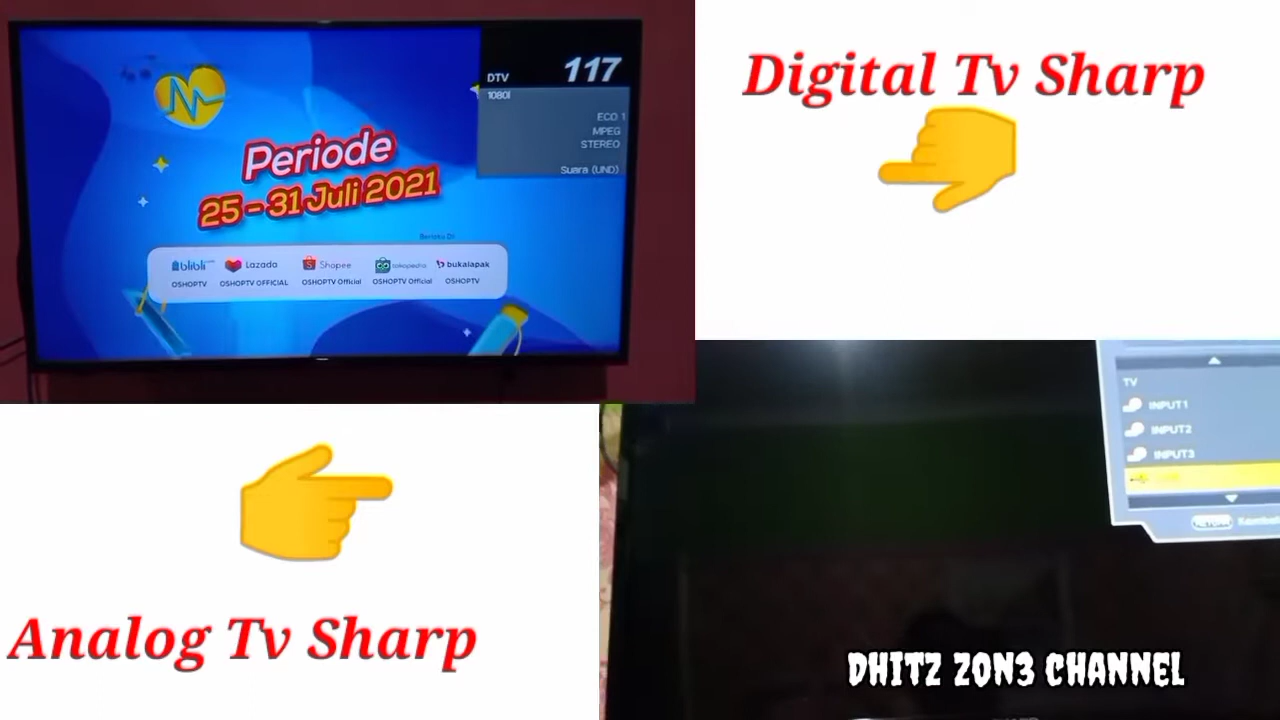 DTV 117
1080I
ECO 1
MPEG
STEREO
Suara (UND)
Periode
25 - 31 Juli 2021
blibli Lazada Shopee tokopedia bukalapak
OSHOPTV OSHOPTV OFFICIAL OSHOPTV Official OSHOPTV Official OSHOPTV
Digital Tv Sharp
TV
INPUT1
INPUT2
INPUT3
RETURN
Analog Tv Sharp
DHITZ ZON3 CHANNEL